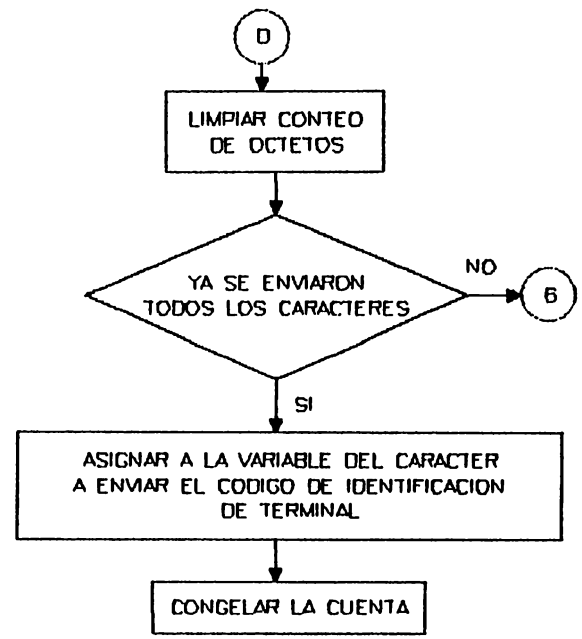 D
LIMPIAR CONTEO
DE OCTETOS
YA SE ENVIARON
TODOS LOS CARACTERES
NO
6
SI
ASIGNAR A LA VARIABLE DEL CARACTER
A ENVIAR EL CODIGO DE IDENTIFICACION
DE TERMINAL
CONGELAR LA CUENTA